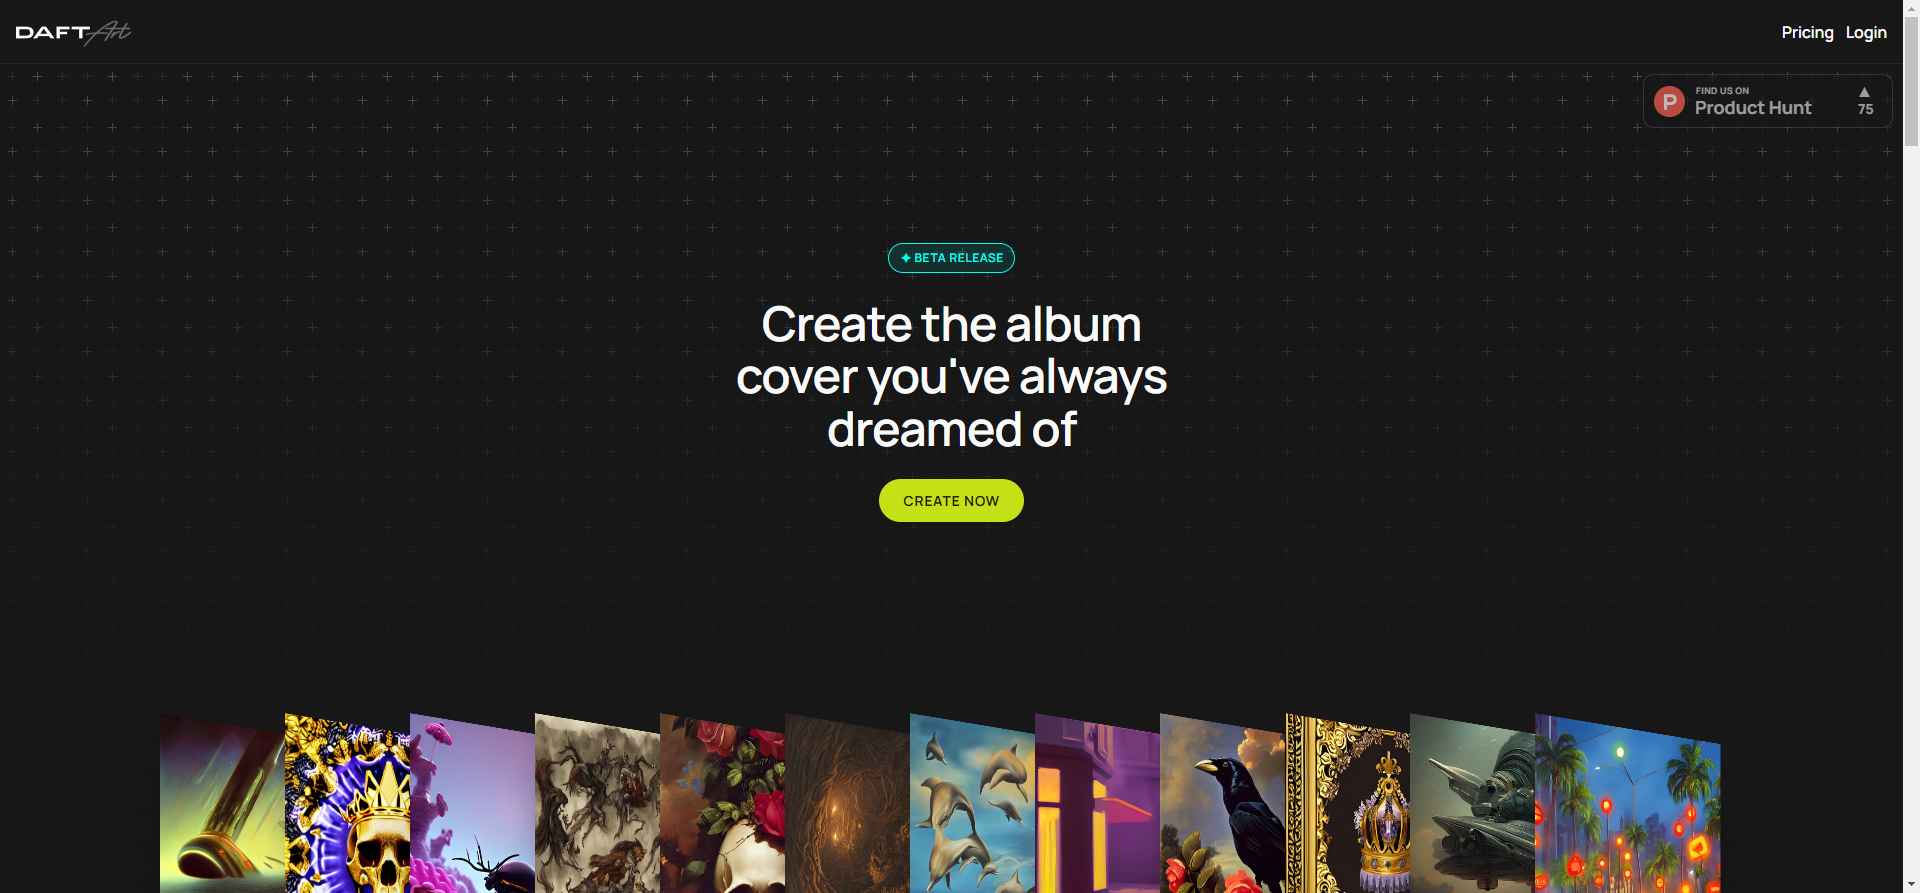 DAFT Art
Pricing Login
FIND US ON
Product Hunt
▲
75
✦ BETA RELEASE
Create the album
cover you've always
dreamed of
CREATE NOW